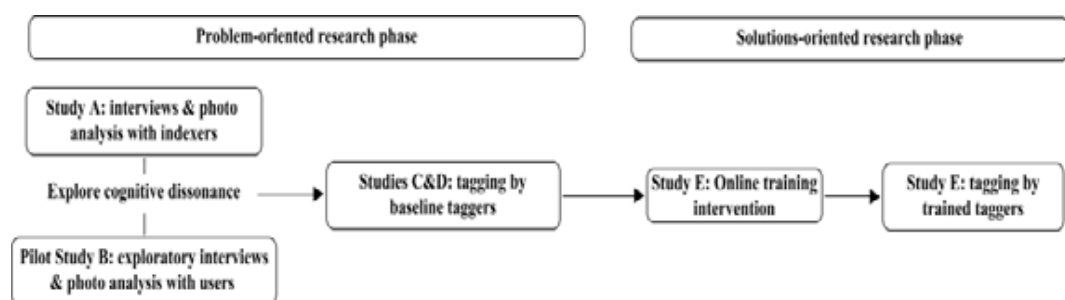 Problem-oriented research phase
Solutions-oriented research phase
Study A: interviews & photo
analysis with indexers
Explore cognitive dissonance
Pilot Study B: exploratory interviews
& photo analysis with users
Studies C&D: tagging by
baseline taggers
Study E: Online training
intervention
Study E: tagging by
trained taggers